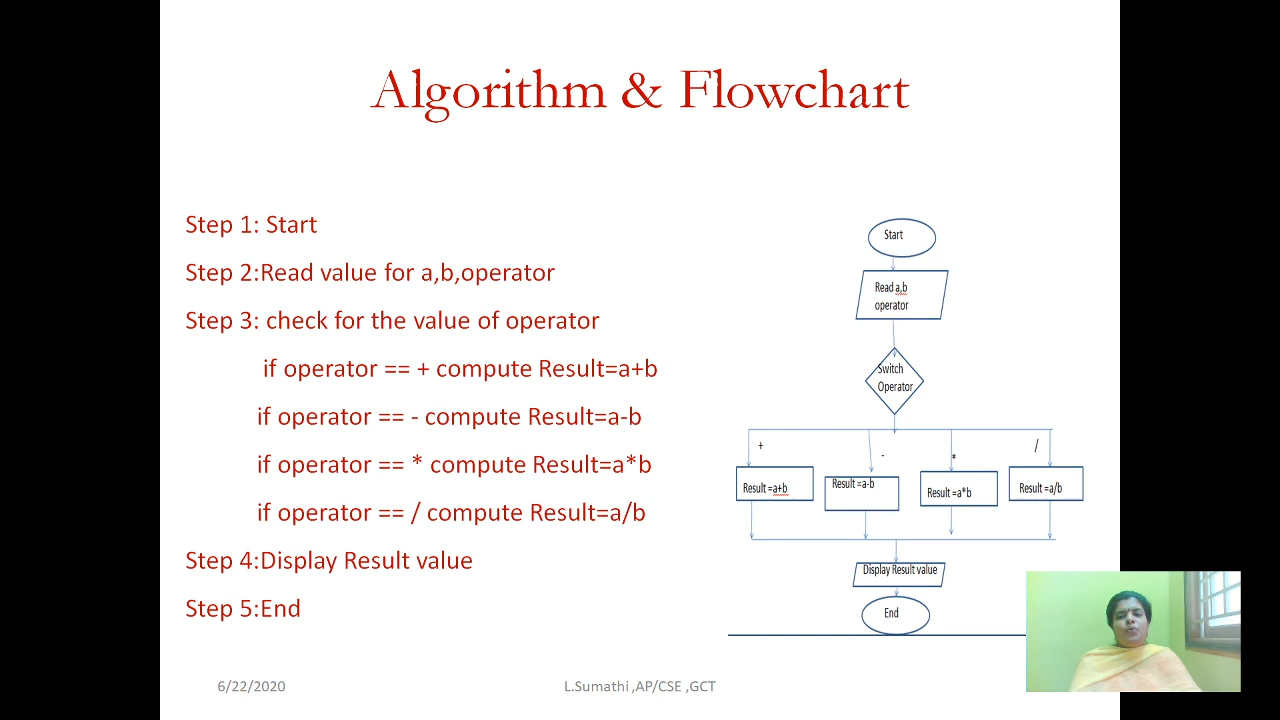 Algorithm & Flowchart
Step 1: Start
Step 2:Read value for a,b,operator
Step 3: check for the value of operator
if operator == + compute Result=a+b
if operator == - compute Result=a-b
if operator == * compute Result=a*b
if operator == / compute Result=a/b
Step 4:Display Result value
Step 5:End
Start
Read a,b
operator
Switch
Operator
+
-
*
/
Result =a+b
Result =a-b
Result =a*b
Result =a/b
Display Result value
End
6/22/2020
L.Sumathi ,AP/CSE ,GCT